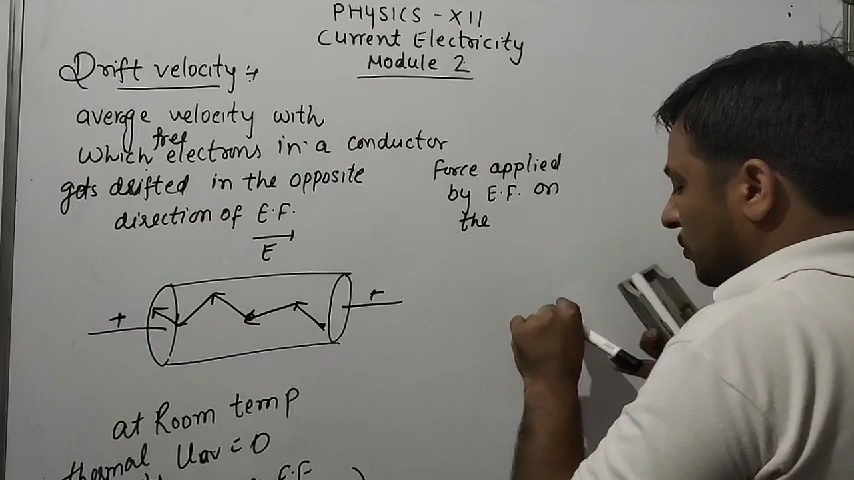 PHYSICS - XII
Current Electricity
Module 2
Drift velocity :-
average velocity with
which free electrons in a conductor
gets drifted in the opposite
direction of E.F.
E
Force applied
by E.F. on
the
+
-
at Room temp
thermal Uav = 0
E.F